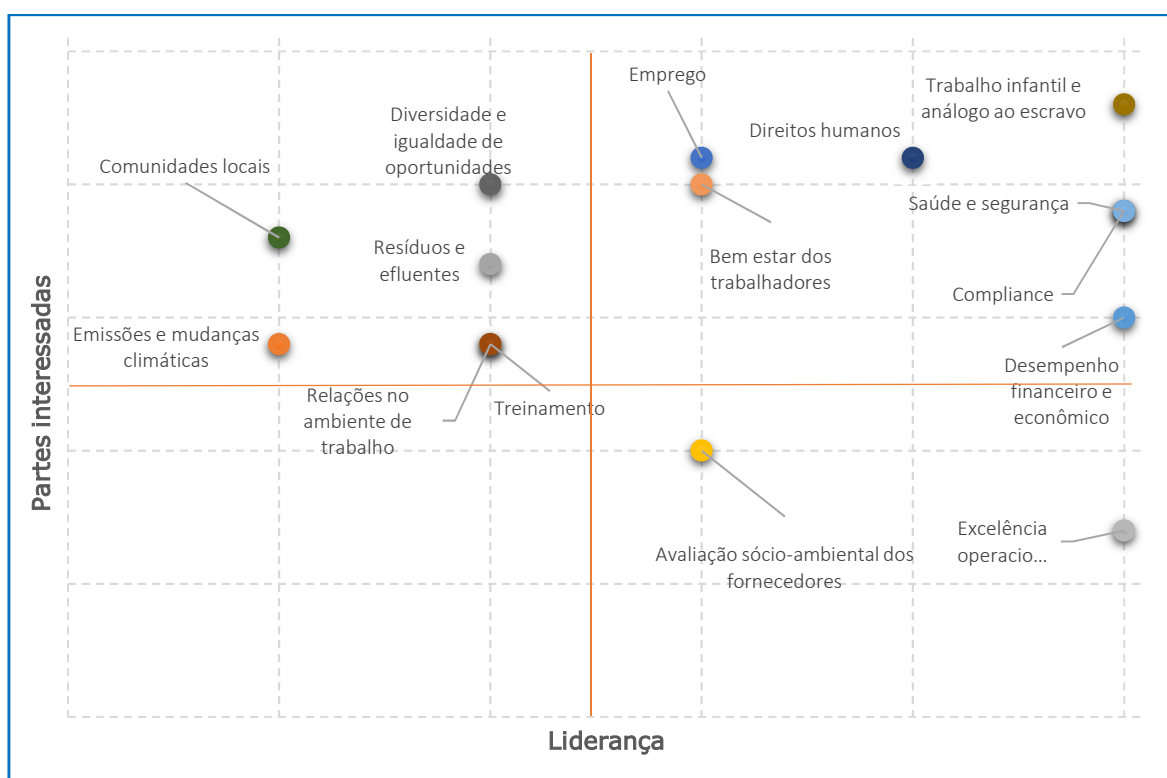 Emprego
Trabalho infantil e
análogo ao escravo
Diversidade e
igualdade de
oportunidades
Direitos humanos
Comunidades locais
Saúde e segurança
Resíduos e
efluentes
Bem estar dos
trabalhadores
Compliance
Emissões e mudanças
climáticas
Desempenho
financeiro e
econômico
Relações no
ambiente de
trabalho
Treinamento
Avaliação sócio-ambiental dos
fornecedores
Excelência
operacio...
Partes interessadas
Liderança